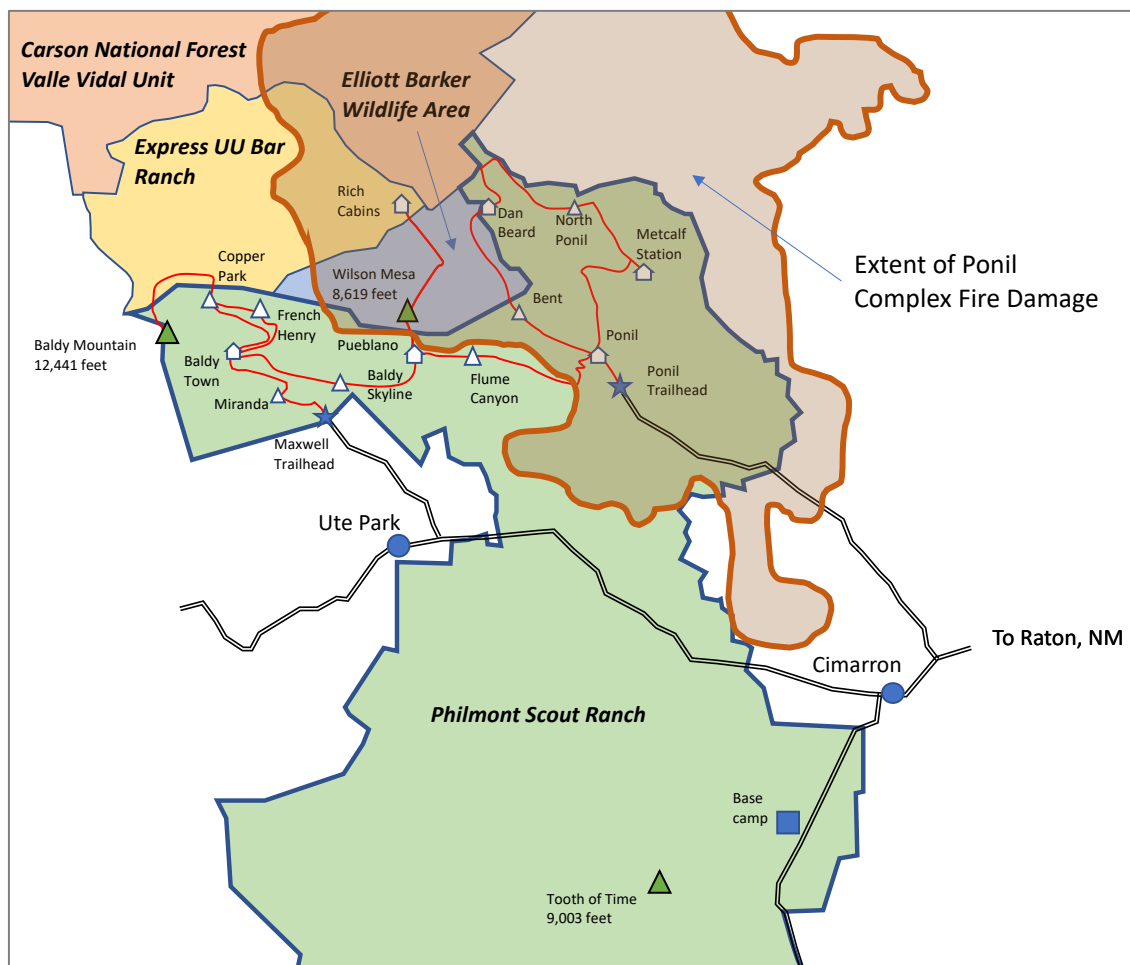 Carson National Forest
Valle Vidal Unit
Elliott Barker
Wildlife Area
Express UU Bar
Ranch
Rich
Cabins
Dan
Beard
North
Ponil
Metcalf
Station
Copper
Park
Wilson Mesa
8,619 feet
Extent of Ponil
Complex Fire Damage
French
Henry
Bent
Baldy Mountain
12,441 feet
Baldy
Town
Pueblano
Ponil
Miranda
Baldy
Skyline
Flume
Canyon
Ponil
Trailhead
Maxwell
Trailhead
Ute Park
To Raton, NM
Cimarron
Philmont Scout Ranch
Base
camp
Tooth of Time
9,003 feet